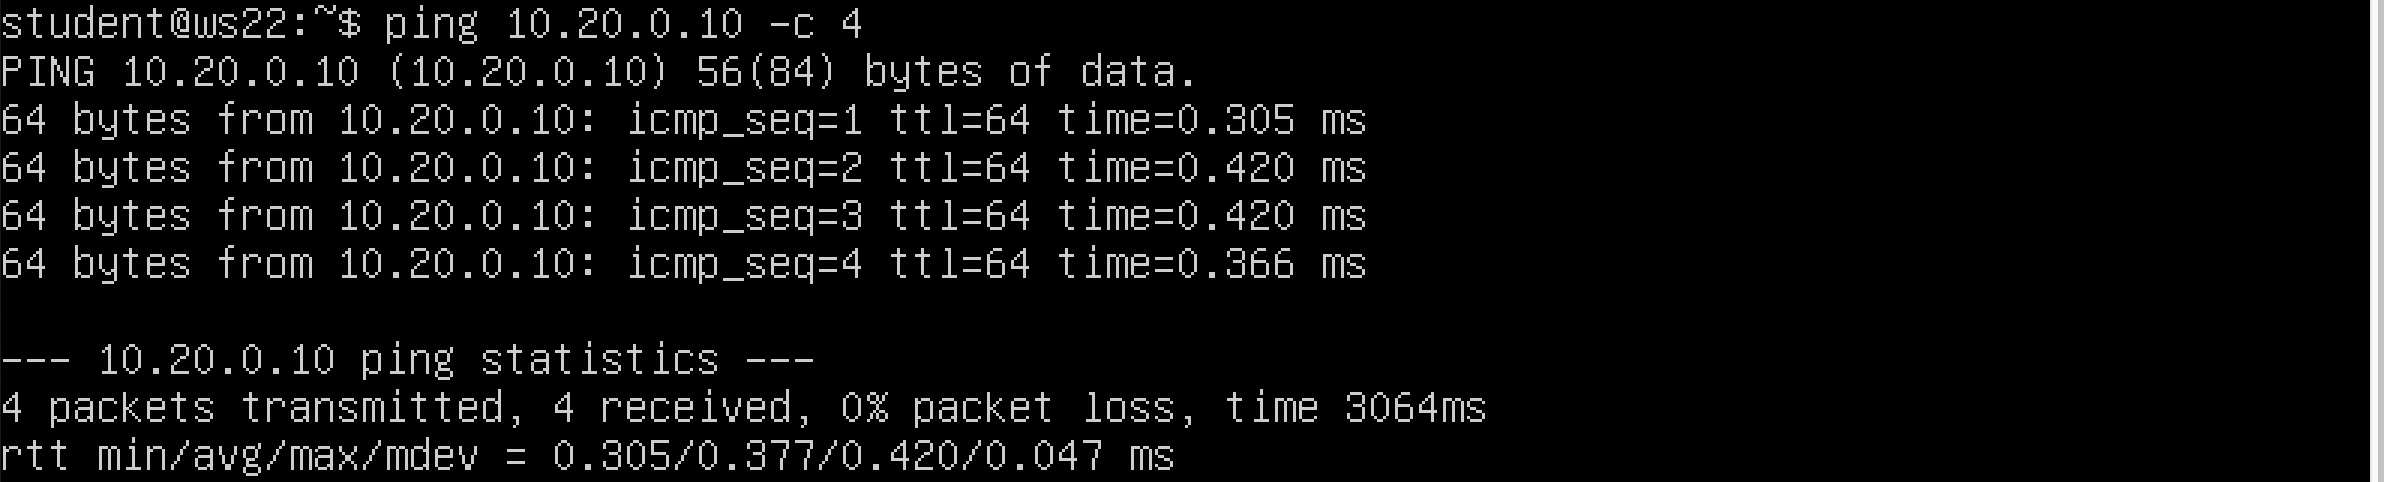 student@ws22:~$ ping 10.20.0.10 -c 4
PING 10.20.0.10 (10.20.0.10) 56(84) bytes of data.
64 bytes from 10.20.0.10: icmp_seq=1 ttl=64 time=0.305 ms
64 bytes from 10.20.0.10: icmp_seq=2 ttl=64 time=0.420 ms
64 bytes from 10.20.0.10: icmp_seq=3 ttl=64 time=0.420 ms
64 bytes from 10.20.0.10: icmp_seq=4 ttl=64 time=0.366 ms

--- 10.20.0.10 ping statistics ---
4 packets transmitted, 4 received, 0% packet loss, time 3064ms
rtt min/avg/max/mdev = 0.305/0.377/0.420/0.047 ms